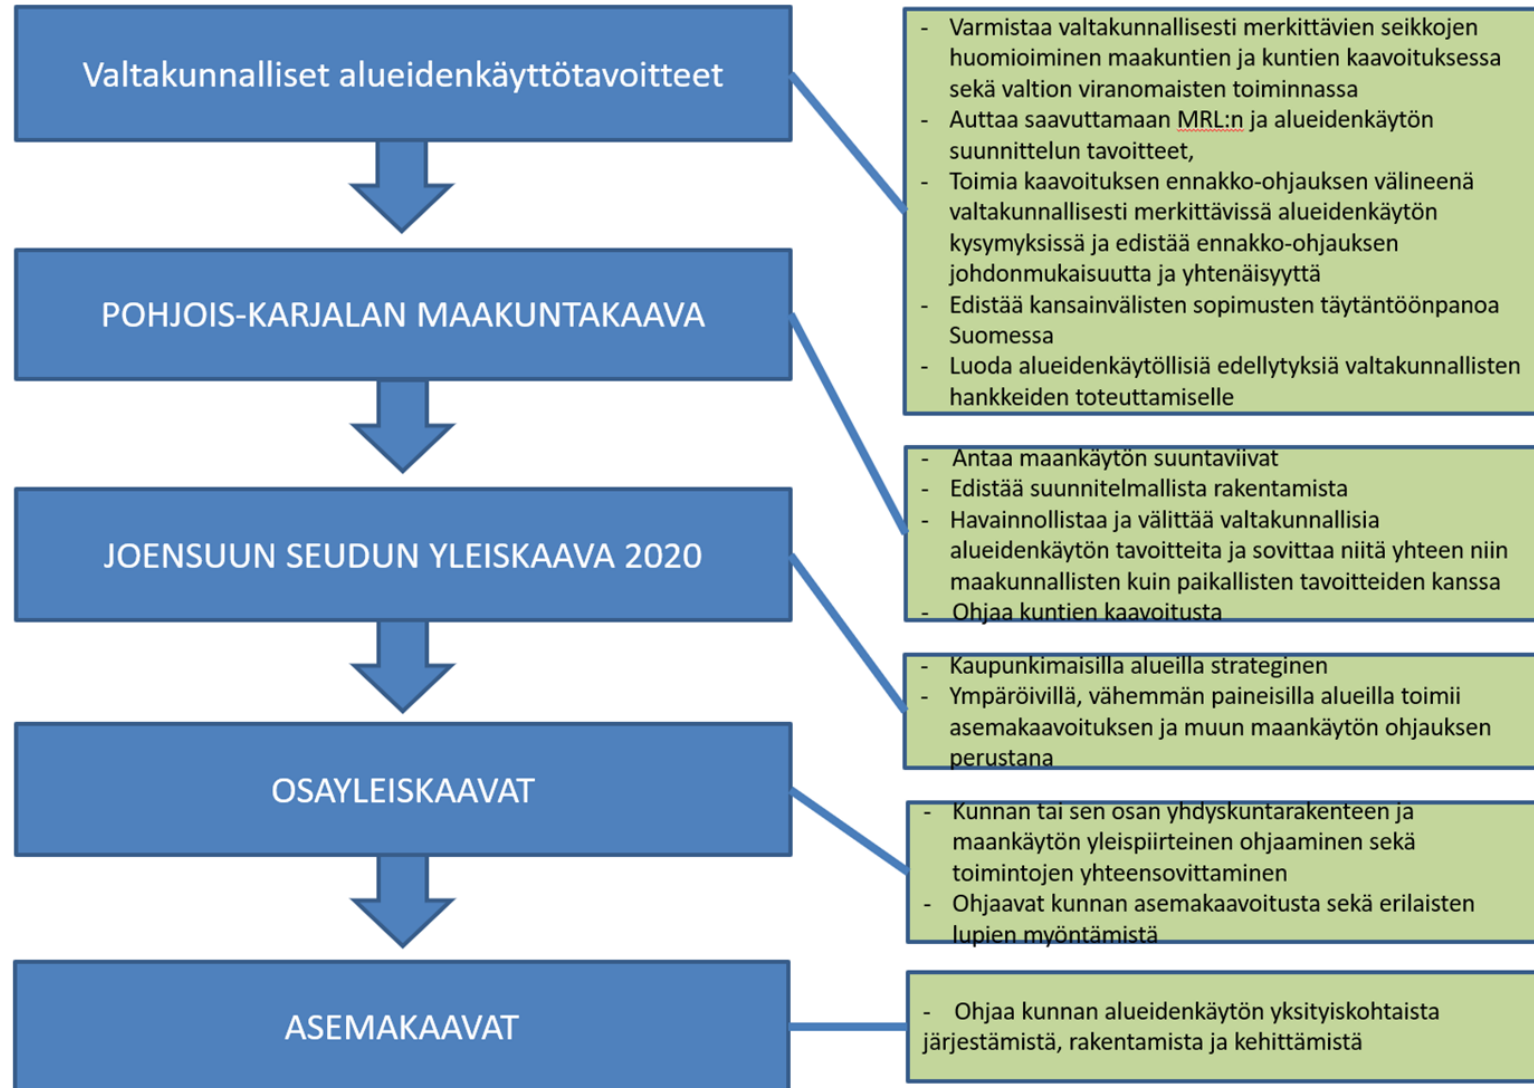 Valtakunnalliset alueidenkäyttötavoitteet
- Varmistaa valtakunnallisesti merkittävien seikkojen
huomioiminen maakuntien ja kuntien kaavoituksessa
sekä valtion viranomaisten toiminnassa
- Auttaa saavuttamaan MRL:n ja alueidenkäytön
suunnittelun tavoitteet,
- Toimia kaavoituksen ennakko-ohjauksen välineenä
valtakunnallisesti merkittävissä alueidenkäytön
kysymyksissä ja edistää ennakko-ohjauksen
johdonmukaisuutta ja yhtenäisyyttä
- Edistää kansainvälisten sopimusten täytäntöönpanoa
Suomessa
- Luoda alueidenkäytöllisiä edellytyksiä valtakunnallisten
hankkeiden toteuttamiselle
POHJOIS-KARJALAN MAAKUNTAKAAVA
- Antaa maankäytön suuntaviivat
- Edistää suunnitelmallista rakentamista
- Havainnollistaa ja välittää valtakunnallisia
alueidenkäytön tavoitteita ja sovittaa niitä yhteen niin
maakunnallisten kuin paikallisten tavoitteiden kanssa
- Ohjaa kuntien kaavoitusta
JOENSUUN SEUDUN YLEISKAAVA 2020
- Kaupunkimaisilla alueilla strateginen
- Ympäröivillä, vähemmän paineisilla alueilla toimii
asemakaavoituksen ja muun maankäytön ohjauksen
perustana
OSAYLEISKAAVAT
- Kunnan tai sen osan yhdyskuntarakenteen ja
maankäytön yleispiirteinen ohjaaminen sekä
toimintojen yhteensovittaminen
- Ohjaavat kunnan asemakaavoitusta sekä erilaisten
lupien myöntämistä
ASEMAKAAVAT
- Ohjaa kunnan alueidenkäytön yksityiskohtaista
järjestämistä, rakentamista ja kehittämistä